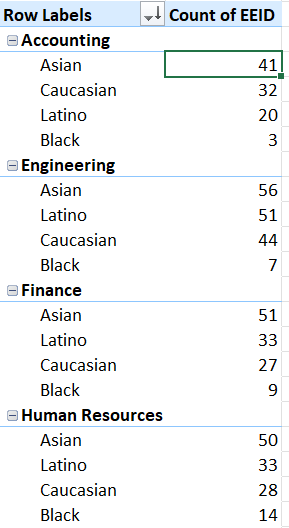 Row Labels Count of EEID
Accounting
Asian 41
Caucasian 32
Latino 20
Black 3
Engineering
Asian 56
Latino 51
Caucasian 44
Black 7
Finance
Asian 51
Latino 33
Caucasian 27
Black 9
Human Resources
Asian 50
Latino 33
Caucasian 28
Black 14